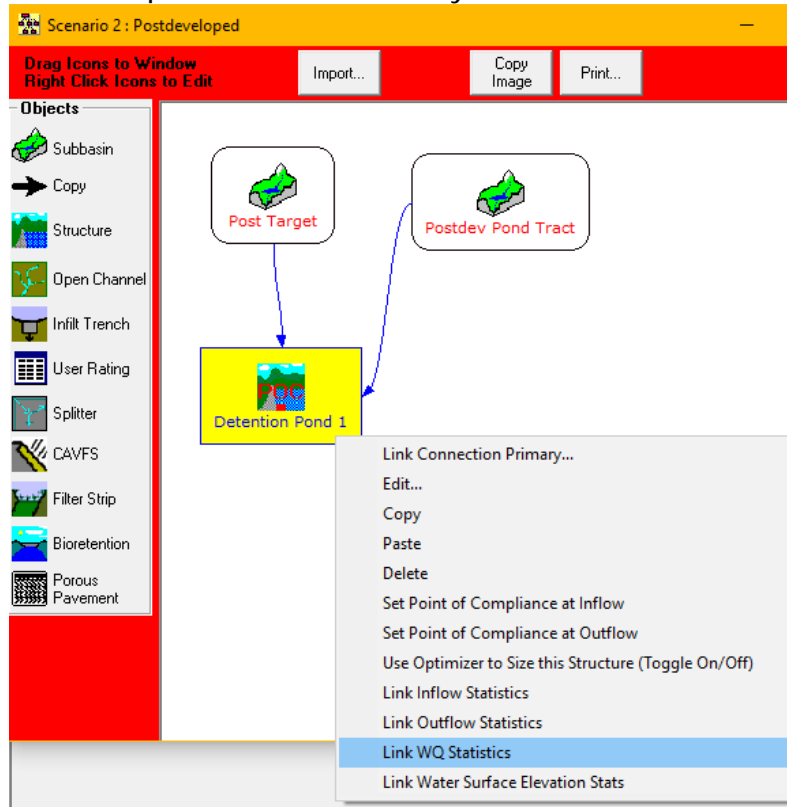 Scenario 2 : Postdeveloped
Drag Icons to Window
Right Click Icons to Edit
Import...
Copy
Image
Print...
Objects
Subbasin
Copy
Structure
Open Channel
Infilt Trench
User Rating
Splitter
CAVFS
Filter Strip
Bioretention
Porous
Pavement
Post Target
Postdev Pond Tract
POC
Detention Pond 1
Link Connection Primary...
Edit...
Copy
Paste
Delete
Set Point of Compliance at Inflow
Set Point of Compliance at Outflow
Use Optimizer to Size this Structure (Toggle On/Off)
Link Inflow Statistics
Link Outflow Statistics
Link WQ Statistics
Link Water Surface Elevation Stats